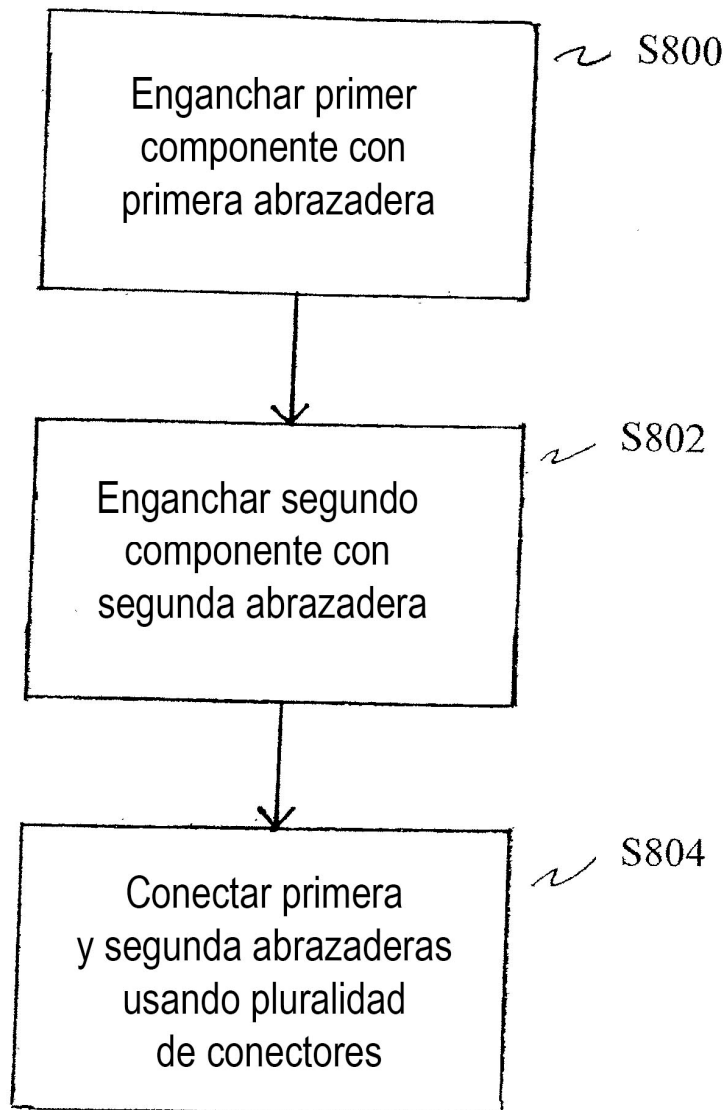 S800
Enganchar primer
componente con
primera abrazadera
S802
Enganchar segundo
componente con
segunda abrazadera
S804
Conectar primera
y segunda abrazaderas
usando pluralidad
de conectores